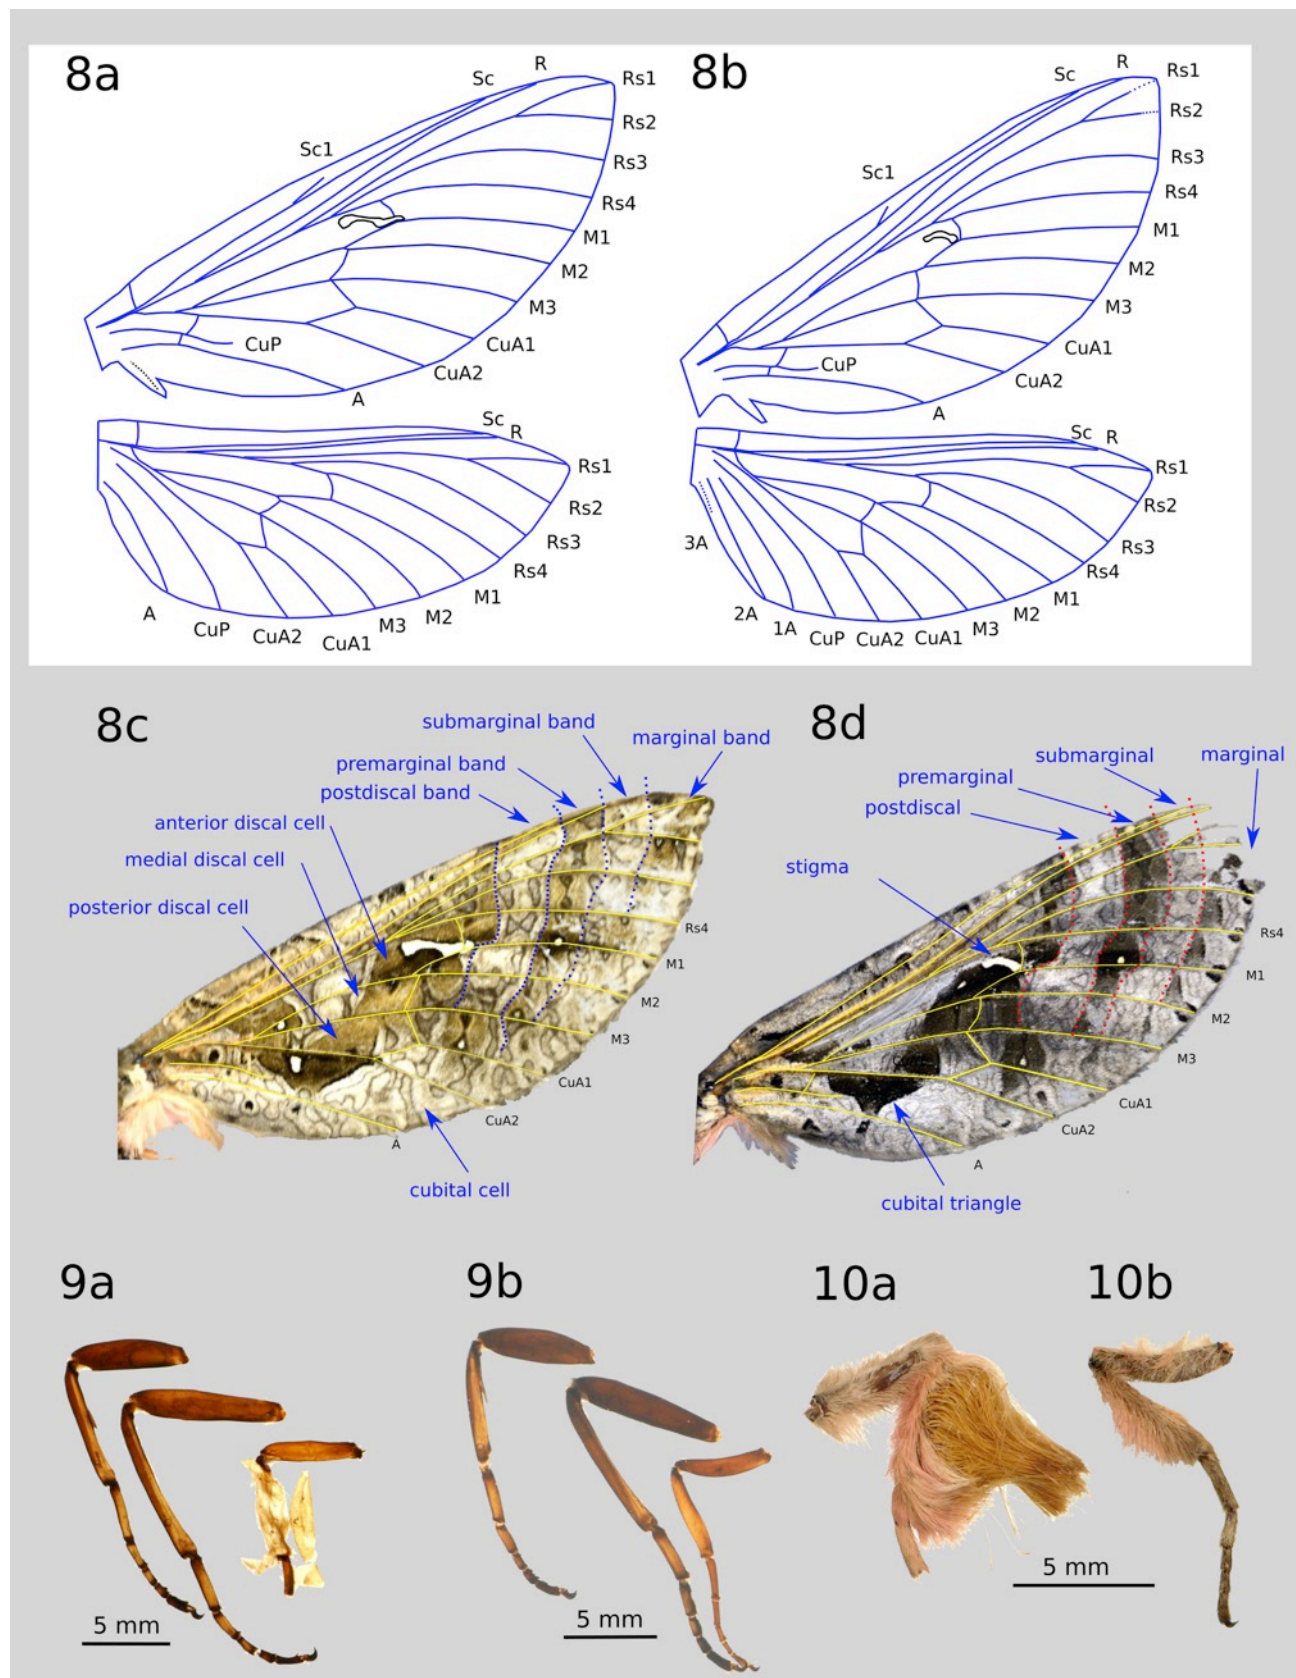 8a
R
Sc
Rs1
Sc1
Rs2
Rs3
Rs4
M1
M2
M3
CuP
CuA1
CuA2
A
Sc
R
Rs1
Rs2
Rs3
Rs4
M1
M2
M3
CuA1
CuA2
CuP
A
8b
R
Sc
Rs1
Rs2
Sc1
Rs3
Rs4
M1
M2
M3
CuA1
CuP
CuA2
A
Sc
R
Rs1
Rs2
Rs3
Rs4
M1
M2
M3
CuA1
CuA2
CuP
1A
2A
3A
8c
submarginal band
marginal band
premarginal band
postdiscal band
anterior discal cell
medial discal cell
posterior discal cell
Rs4
M1
M2
M3
CuA1
CuA2
A
cubital cell
8d
submarginal
marginal
premarginal
postdiscal
stigma
Rs4
M1
M2
M3
CuA1
CuA2
A
cubital triangle
9a
5 mm
9b
5 mm
10a
10b
5 mm